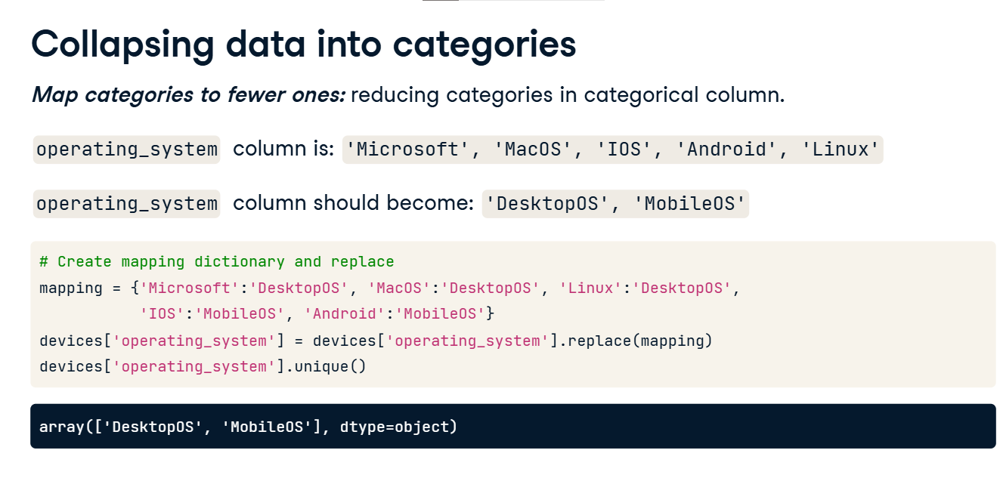 Collapsing data into categories
Map categories to fewer ones: reducing categories in categorical column.
operating_system column is: 'Microsoft', 'MacOS', 'IOS', 'Android', 'Linux'
operating_system column should become: 'DesktopOS', 'MobileOS'
# Create mapping dictionary and replace
mapping = {'Microsoft':'DesktopOS', 'MacOS':'DesktopOS', 'Linux':'DesktopOS',
           'IOS':'MobileOS', 'Android':'MobileOS'}
devices['operating_system'] = devices['operating_system'].replace(mapping)
devices['operating_system'].unique()
array(['DesktopOS', 'MobileOS'], dtype=object)